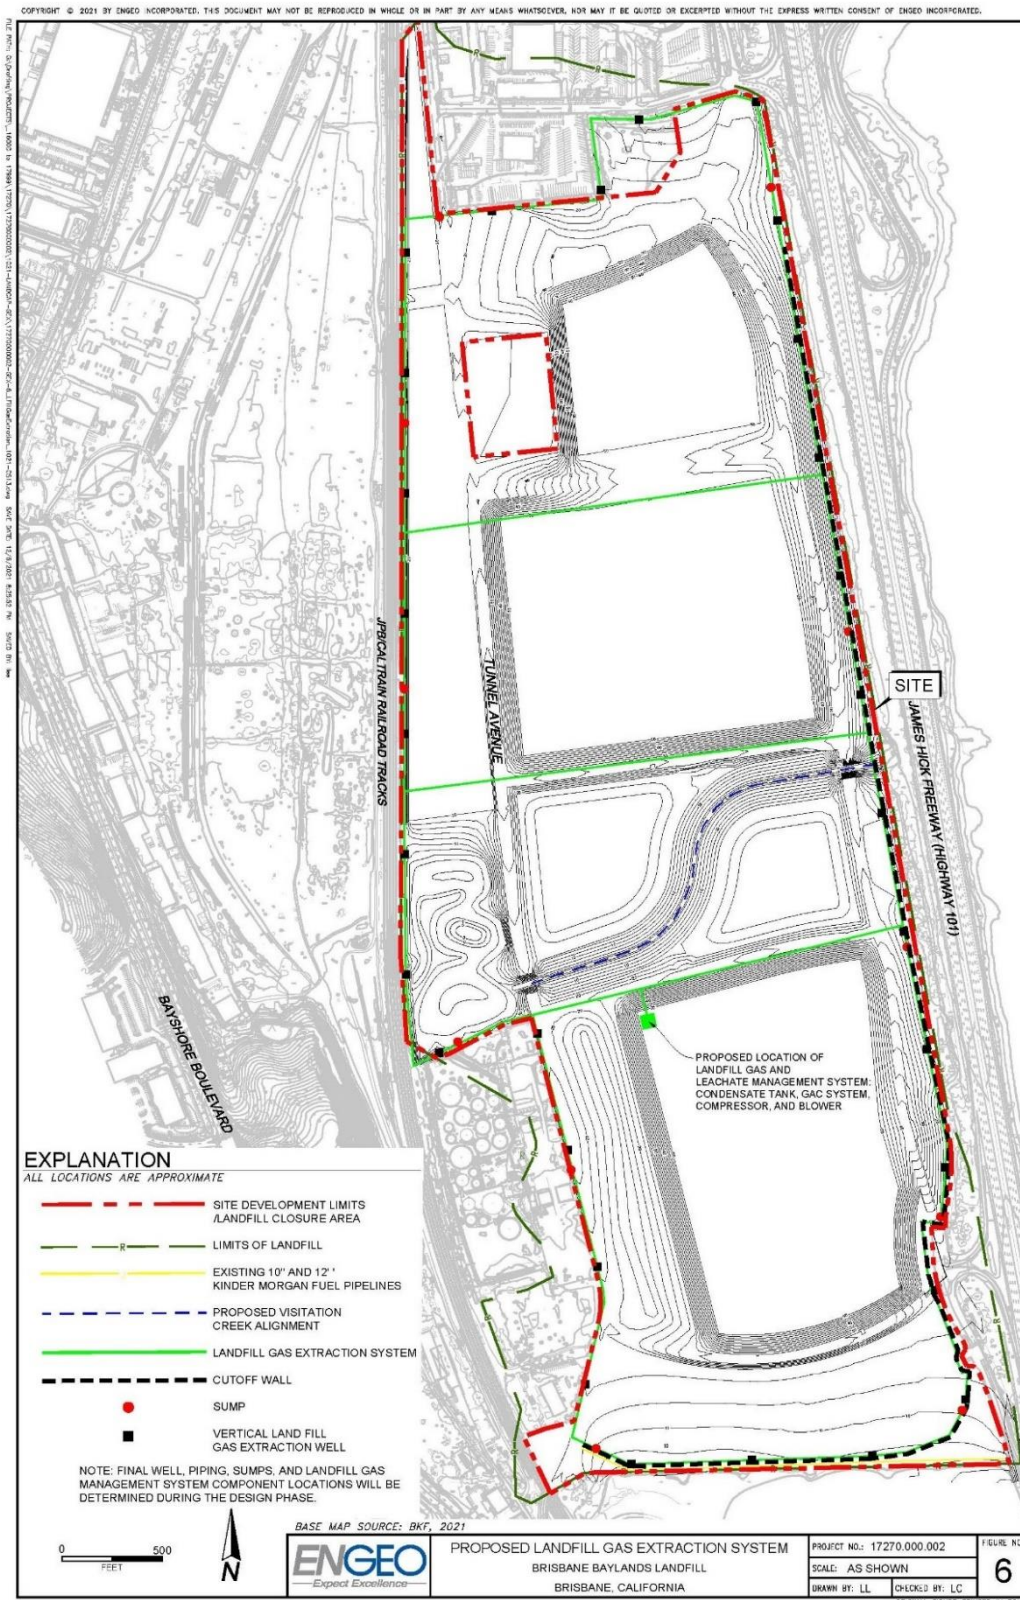 COPYRIGHT © 2021 BY ENGEO INCORPORATED. THIS DOCUMENT MAY NOT BE REPRODUCED IN WHOLE OR IN PART BY ANY MEANS WHATSOEVER, NOR MAY IT BE QUOTED OR EXCERPTED WITHOUT THE EXPRESS WRITTEN CONSENT OF ENGEO INCORPORATED.
JPB/CALTRAIN RAILROAD TRACKS
TUNNEL AVENUE
SITE
JAMES HICK FREEWAY (HIGHWAY 101)
BAYSHORE BOULEVARD
PROPOSED LOCATION OF
LANDFILL GAS AND
LEACHATE MANAGEMENT SYSTEM:
CONDENSATE TANK, GAC SYSTEM,
COMPRESSOR, AND BLOWER
EXPLANATION
ALL LOCATIONS ARE APPROXIMATE
SITE DEVELOPMENT LIMITS
/LANDFILL CLOSURE AREA
R
LIMITS OF LANDFILL
EXISTING 10" AND 12"
KINDER MORGAN FUEL PIPELINES
PROPOSED VISITATION
CREEK ALIGNMENT
LANDFILL GAS EXTRACTION SYSTEM
CUTOFF WALL
SUMP
VERTICAL LAND FILL
GAS EXTRACTION WELL
NOTE: FINAL WELL, PIPING, SUMPS, AND LANDFILL GAS
MANAGEMENT SYSTEM COMPONENT LOCATIONS WILL BE
DETERMINED DURING THE DESIGN PHASE.
0 500
FEET
N
BASE MAP SOURCE: BKF, 2021
ENGEO
Expect Excellence
PROPOSED LANDFILL GAS EXTRACTION SYSTEM
BRISBANE BAYLANDS LANDFILL
BRISBANE, CALIFORNIA
PROJECT NO.: 17270.000.002
SCALE: AS SHOWN
DRAWN BY: LL CHECKED BY: LC
FIGURE NO
6